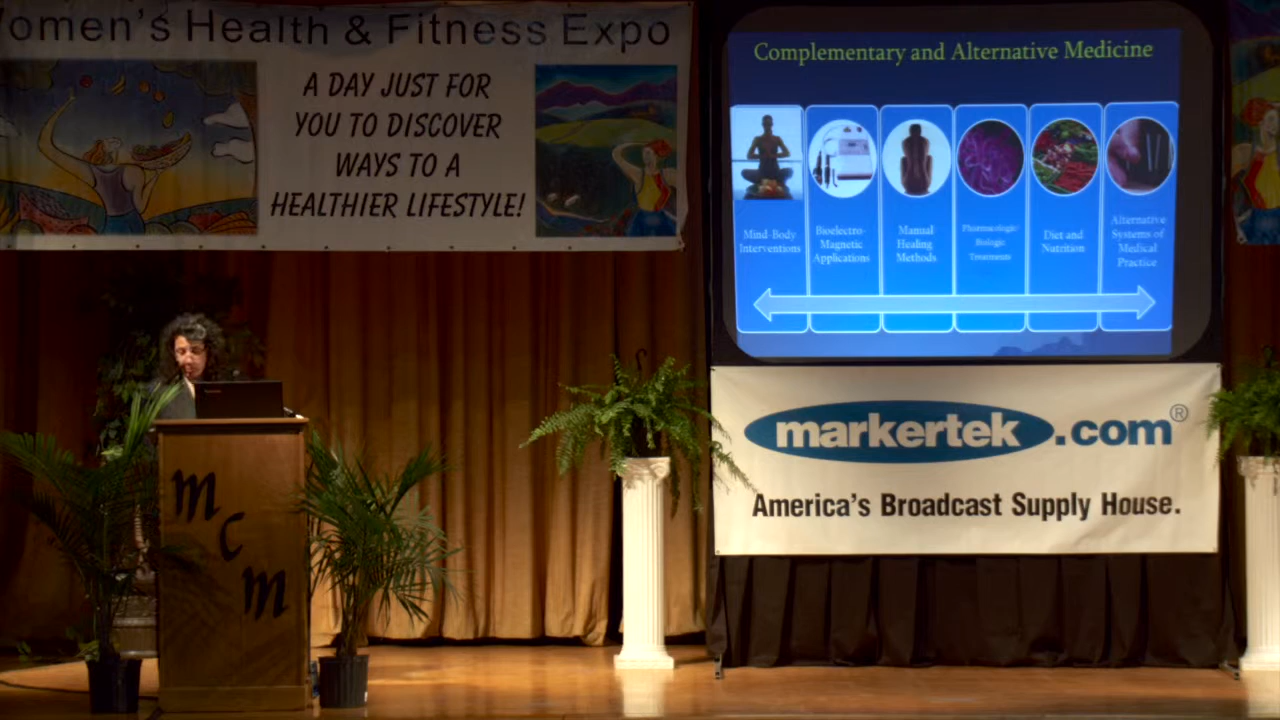 omen's Health & Fitness Expo
A DAY JUST FOR
YOU TO DISCOVER
WAYS TO A
HEALTHIER LIFESTYLE!
Complementary and Alternative Medicine
Mind-Body
Interventions
Bioelectro-
Magnetic
Applications
Manual
Healing
Methods
Pharmacologic/
Biologic
Treatments
Diet and
Nutrition
Alternative
Systems of
Medical
Practice
markertek.com®
America's Broadcast Supply House.
m
c
m